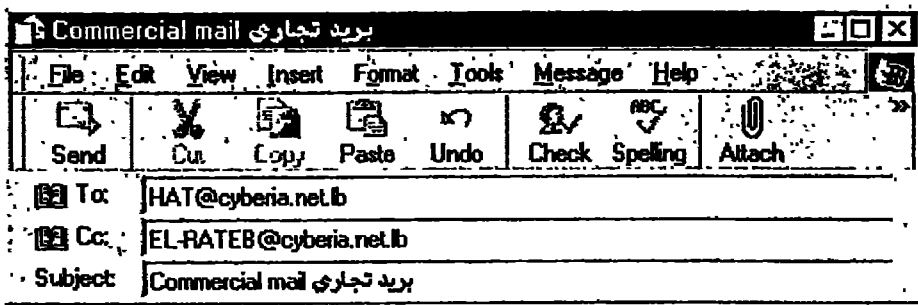 Commercial mail بريد تجاري
File Edit View Insert Format Tools Message Help
Send Cut Copy Paste Undo Check Spelling Attach »
To: HAT@cyberia.net.lb
Cc: EL-RATEB@cyberia.net.lb
Subject: Commercial mail بريد تجاري